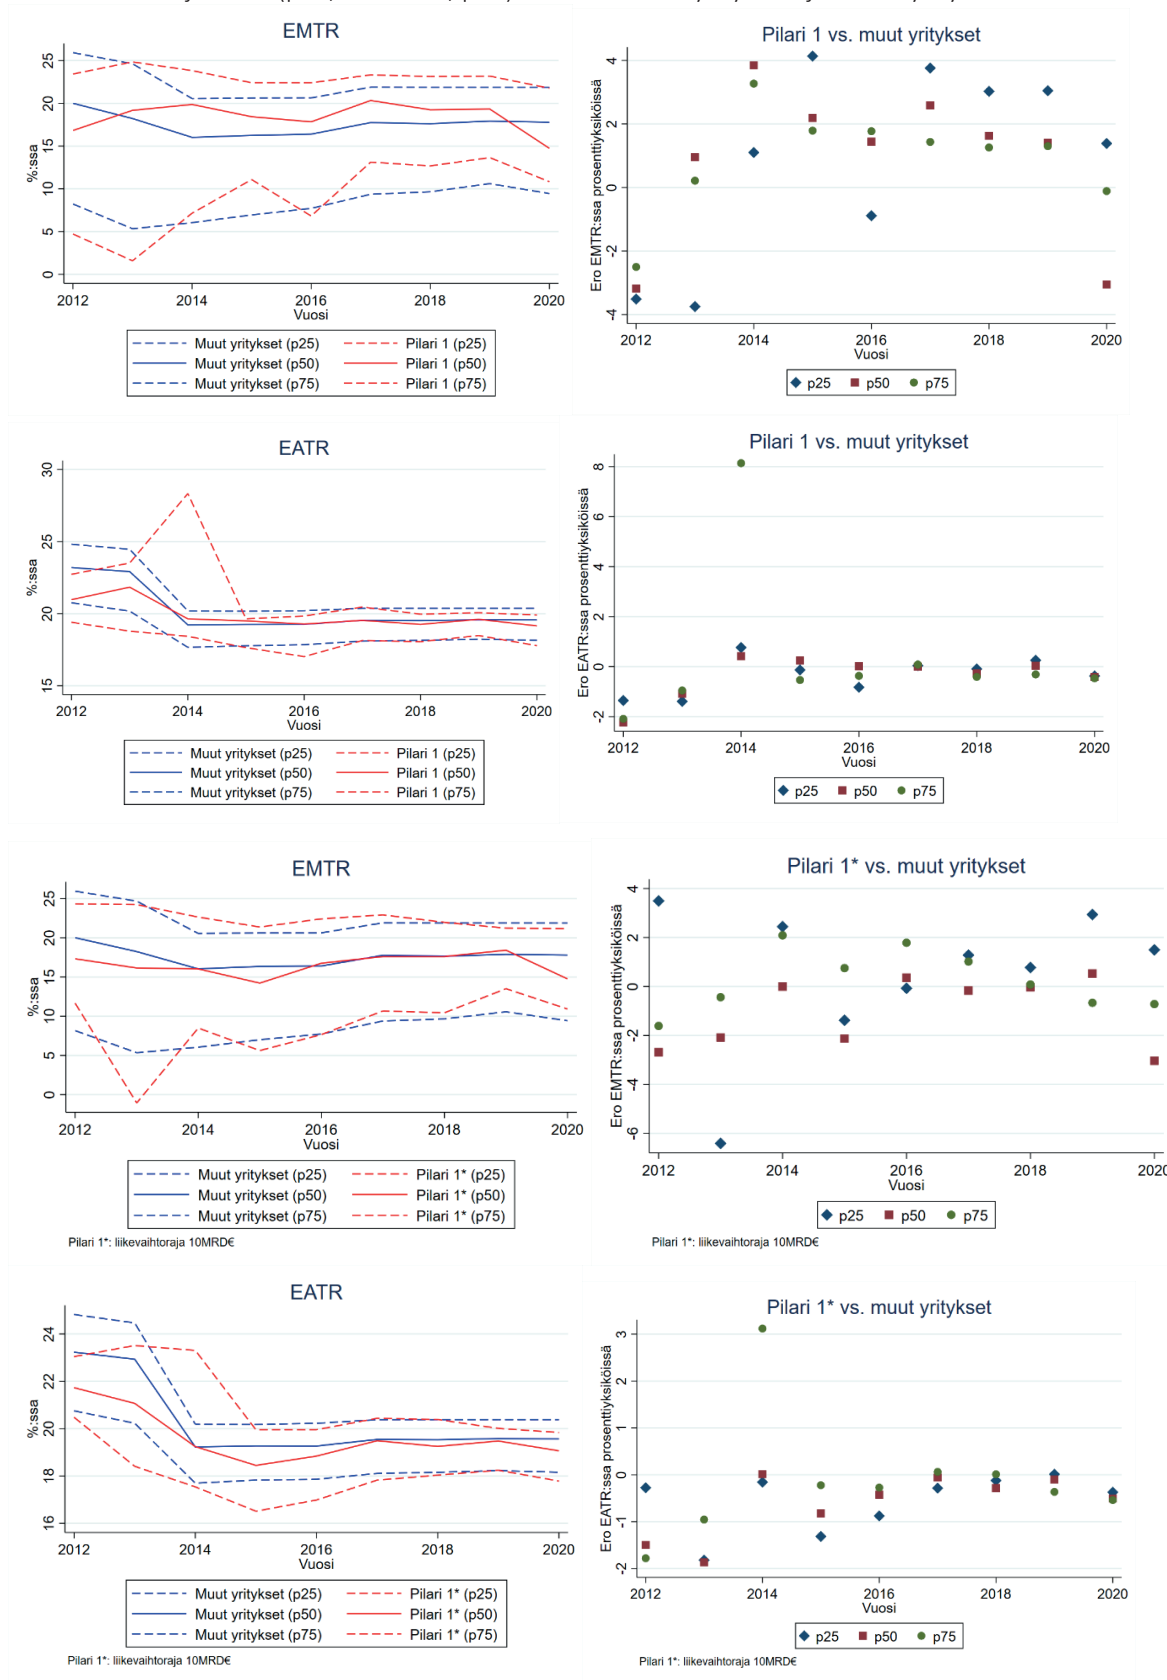 EMTR
%:ssa
25
20
15
10
5
0
2012 2014 2016 2018 2020
Vuosi
Muut yritykset (p25) Pilari 1 (p25)
Muut yritykset (p50) Pilari 1 (p50)
Muut yritykset (p75) Pilari 1 (p75)
Pilari 1 vs. muut yritykset
Ero EMTR:ssa prosenttiyksiköissä
4
2
0
-2
-4
2012 2014 2016 2018 2020
Vuosi
p25 p50 p75
EATR
%:ssa
30
25
20
15
2012 2014 2016 2018 2020
Vuosi
Muut yritykset (p25) Pilari 1 (p25)
Muut yritykset (p50) Pilari 1 (p50)
Muut yritykset (p75) Pilari 1 (p75)
Pilari 1 vs. muut yritykset
Ero EATR:ssa prosenttiyksiköissä
8
6
4
2
0
-2
2012 2014 2016 2018 2020
Vuosi
p25 p50 p75
EMTR
%:ssa
25
20
15
10
5
0
2012 2014 2016 2018 2020
Vuosi
Muut yritykset (p25) Pilari 1* (p25)
Muut yritykset (p50) Pilari 1* (p50)
Muut yritykset (p75) Pilari 1* (p75)
Pilari 1*: liikevaihtoraja 10MRD€
Pilari 1* vs. muut yritykset
Ero EMTR:ssa prosenttiyksiköissä
4
2
0
-2
-4
-6
2012 2014 2016 2018 2020
Vuosi
p25 p50 p75
Pilari 1*: liikevaihtoraja 10MRD€
EATR
%:ssa
24
22
20
18
16
2012 2014 2016 2018 2020
Vuosi
Muut yritykset (p25) Pilari 1* (p25)
Muut yritykset (p50) Pilari 1* (p50)
Muut yritykset (p75) Pilari 1* (p75)
Pilari 1*: liikevaihtoraja 10MRD€
Pilari 1* vs. muut yritykset
Ero EATR:ssa prosenttiyksiköissä
3
2
1
0
-1
-2
2012 2014 2016 2018 2020
Vuosi
p25 p50 p75
Pilari 1*: liikevaihtoraja 10MRD€